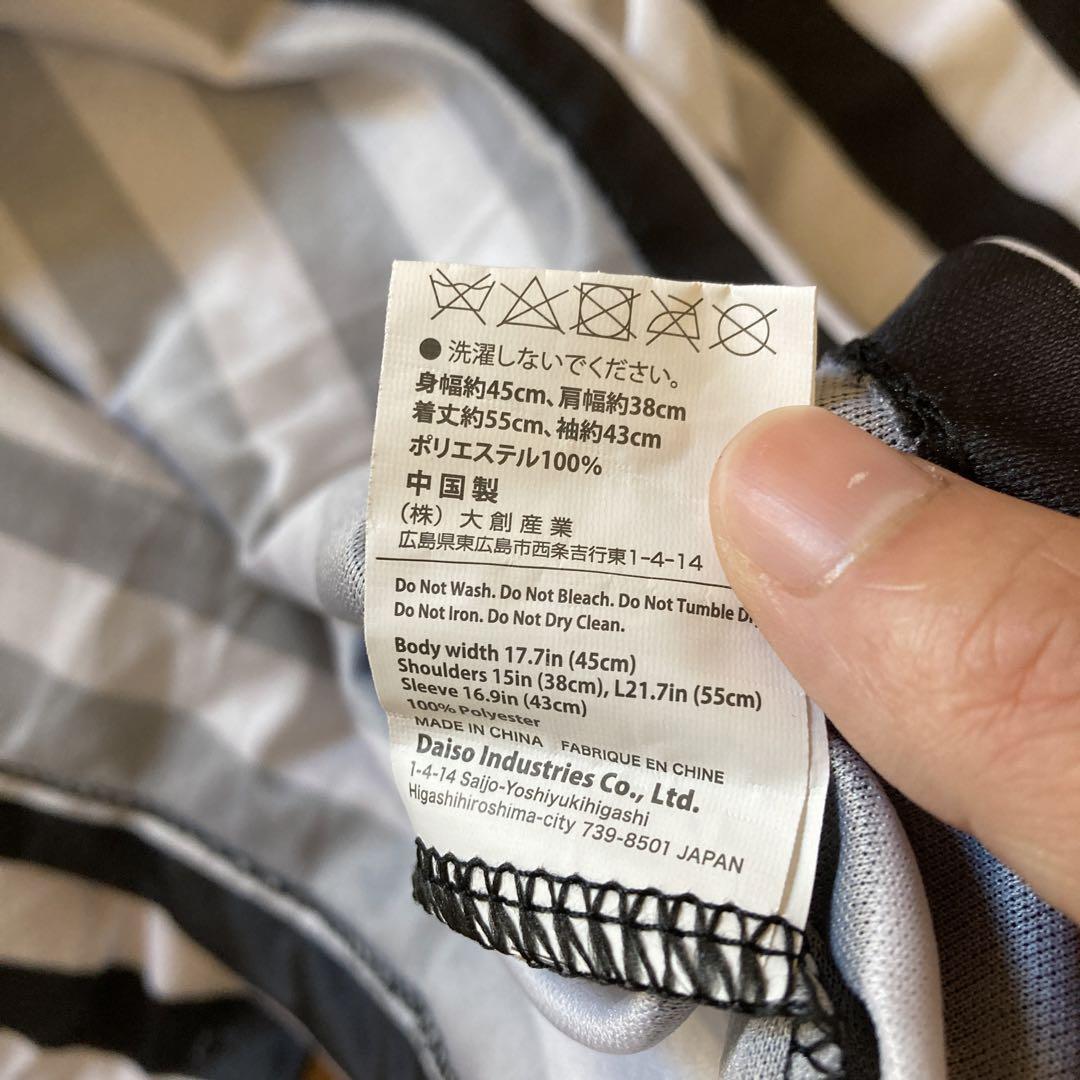 ●洗濯しないでください。
身幅約45cm、肩幅約38cm
着丈約55cm、袖約43cm
ポリエステル100%
中国製
(株)大創産業
広島県東広島市西条吉行東1-4-14
Do Not Wash. Do Not Bleach. Do Not Tumble
Do Not Iron. Do Not Dry Clean.
Body width 17.7in (45cm)
Shoulders 15in (38cm), L21.7in (55cm)
Sleeve 16.9in (43cm)
100% Polyester
MADE IN CHINA FABRIQUE EN CHINE
Daiso Industries Co., Ltd.
1-4-14 Saijo-Yoshiyukihigashi
Higashihiroshima-city 739-8501 JAPAN